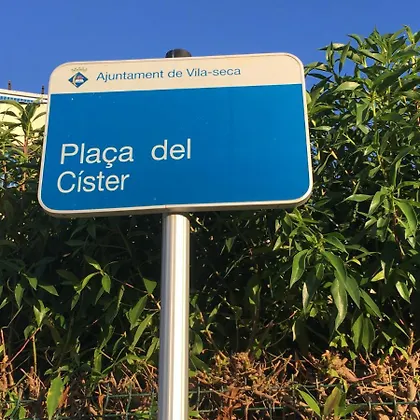 Ajuntament de Vila-seca
Plaça del
Císter